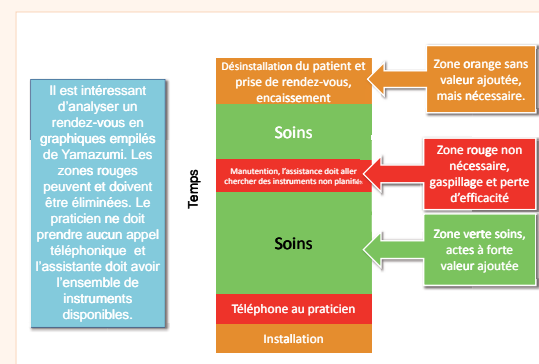 Il est intéressant
d'analyser un
rendez-vous en
graphiques empilés
de Yamazumi. Les
zones rouges
peuvent et doivent
être éliminées. Le
praticien ne doit
prendre aucun appel
téléphonique et
l'assistante doit avoir
l'ensemble de
instruments
disponibles.
Temps
Désinstallation du patient et
prise de rendez-vous,
encaissement
Soins
Manutention, l'assistance doit aller
chercher des instruments non planifiés
Soins
Téléphone au praticien
Installation
Zone orange sans
valeur ajoutée,
mais nécessaire.
Zone rouge non
nécessaire,
gaspillage et perte
d'efficacité
Zone verte soins,
actes à forte
valeur ajoutée